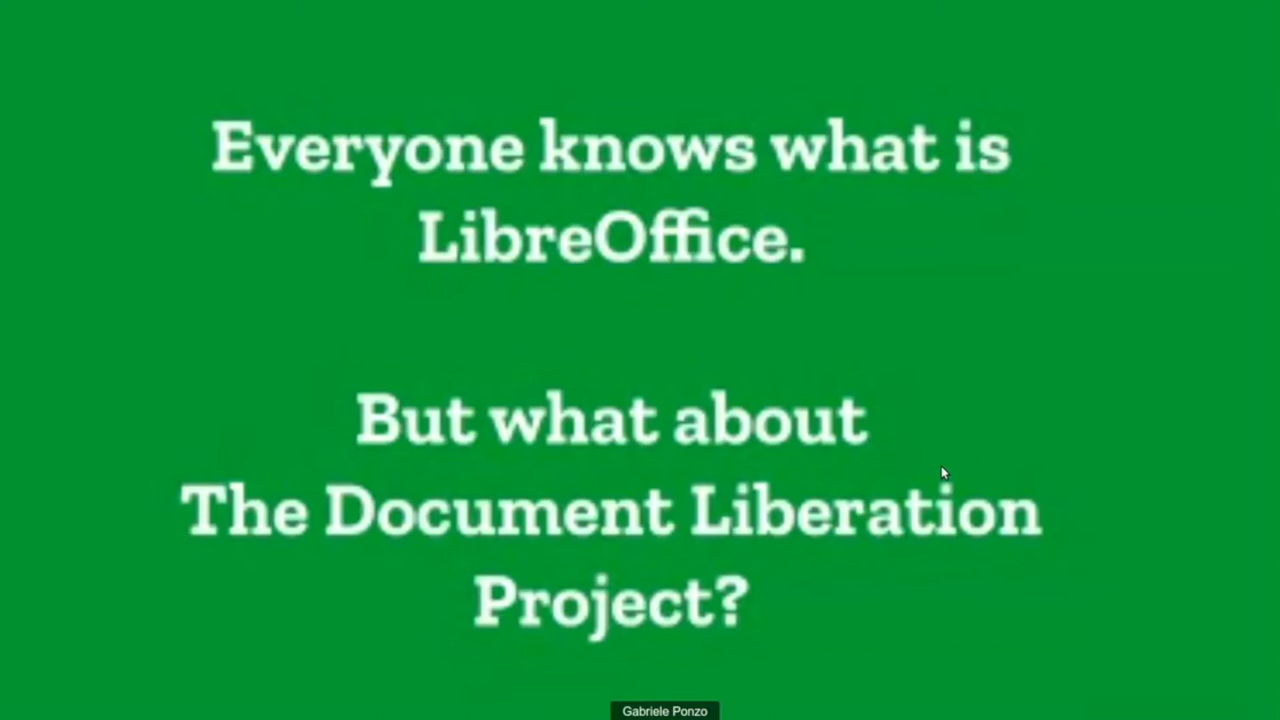 Everyone knows what is
LibreOffice.
But what about
The Document Liberation
Project?
Gabriele Ponzo